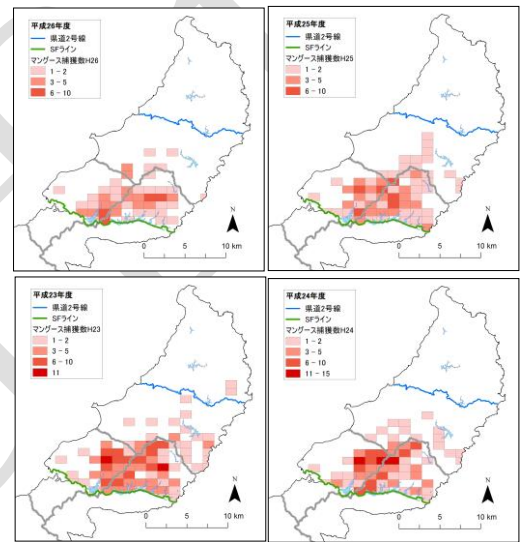 平成26年度
県道2号線
SFライン
マングース捕獲数H26
1 - 2
3 - 5
6 - 10
N
0 5 10 km
平成25年度
県道2号線
SFライン
マングース捕獲数H25
1 - 2
3 - 5
6 - 10
N
0 5 10 km
平成23年度
県道2号線
SFライン
マングース捕獲数H23
1 - 2
3 - 5
6 - 10
11
N
0 5 10 km
平成24年度
県道2号線
SFライン
マングース捕獲数H24
1 - 2
3 - 5
6 - 10
11 - 15
N
0 5 10 km